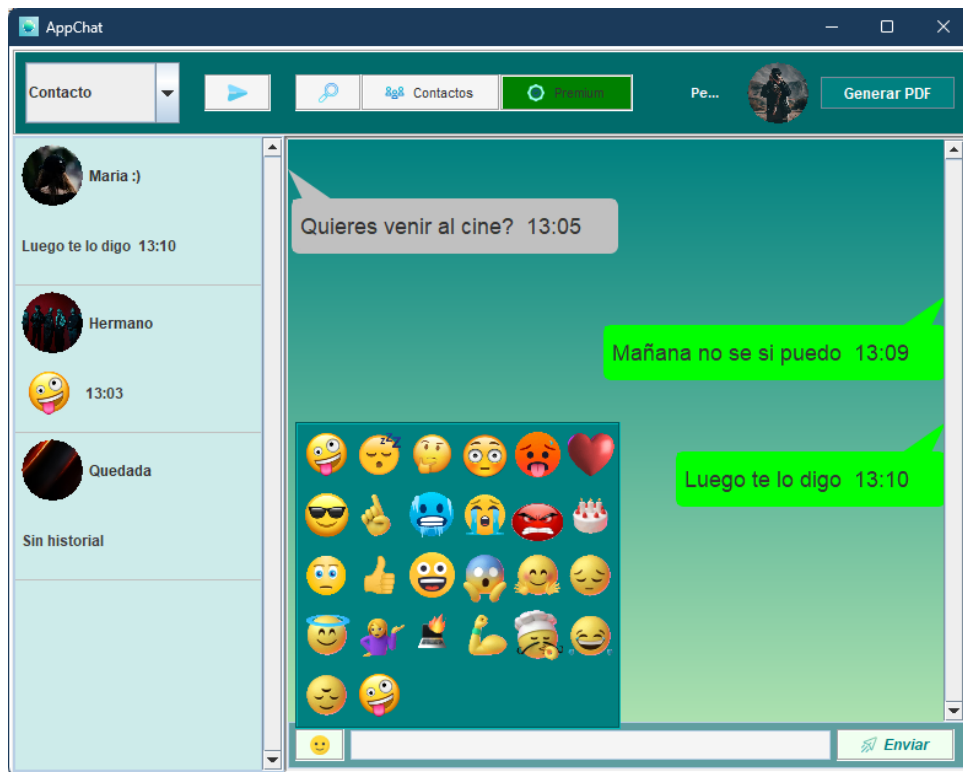 AppChat
Contacto
Contactos
Premium
Pe...
Generar PDF
Maria :)
Luego te lo digo 13:10
Hermano
13:03
Quedada
Sin historial
Quieres venir al cine? 13:05
Mañana no se si puedo 13:09
Luego te lo digo 13:10
Enviar